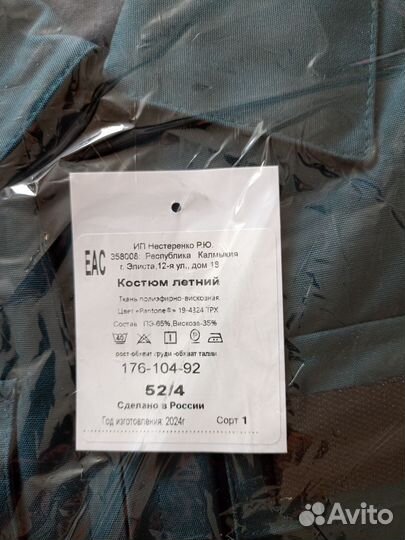 ИП Нестеренко Р.Ю.
358008, Республика Калмыкия
г. Элиста, 12-я ул., дом 18
EAC
Костюм летний
Ткань полиэфирно-вискозная
Цвет «Pantone®» 19-4324 TPX
Состав ПЭ-65%, Вискоза-35%
40
рост-обхват груди-обхват талии
176-104-92
52/4
Сделано в России
Год изготовления: 2024г
Сорт 1
Avito